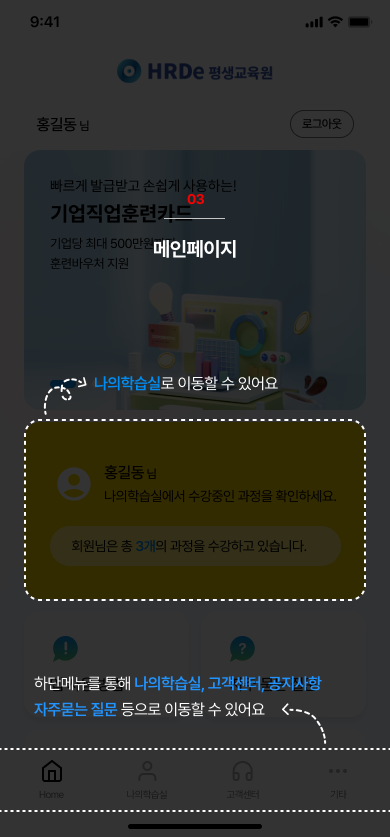 9:41
HRDe 평생교육원
홍길동 님
로그아웃
빠르게 발급받고 손쉽게 사용하는!
03
기업직업훈련카드
기업당 최대 500만원
메인페이지
훈련바우처 지원
나의학습실로 이동할 수 있어요
홍길동 님
나의학습실에서 수강중인 과정을 확인하세요.
회원님은 총 3개의 과정을 수강하고 있습니다.
하단메뉴를 통해 나의학습실, 고객센터, 공지사항
자주묻는 질문 등으로 이동할 수 있어요
Home
나의학습실
고객센터
기타